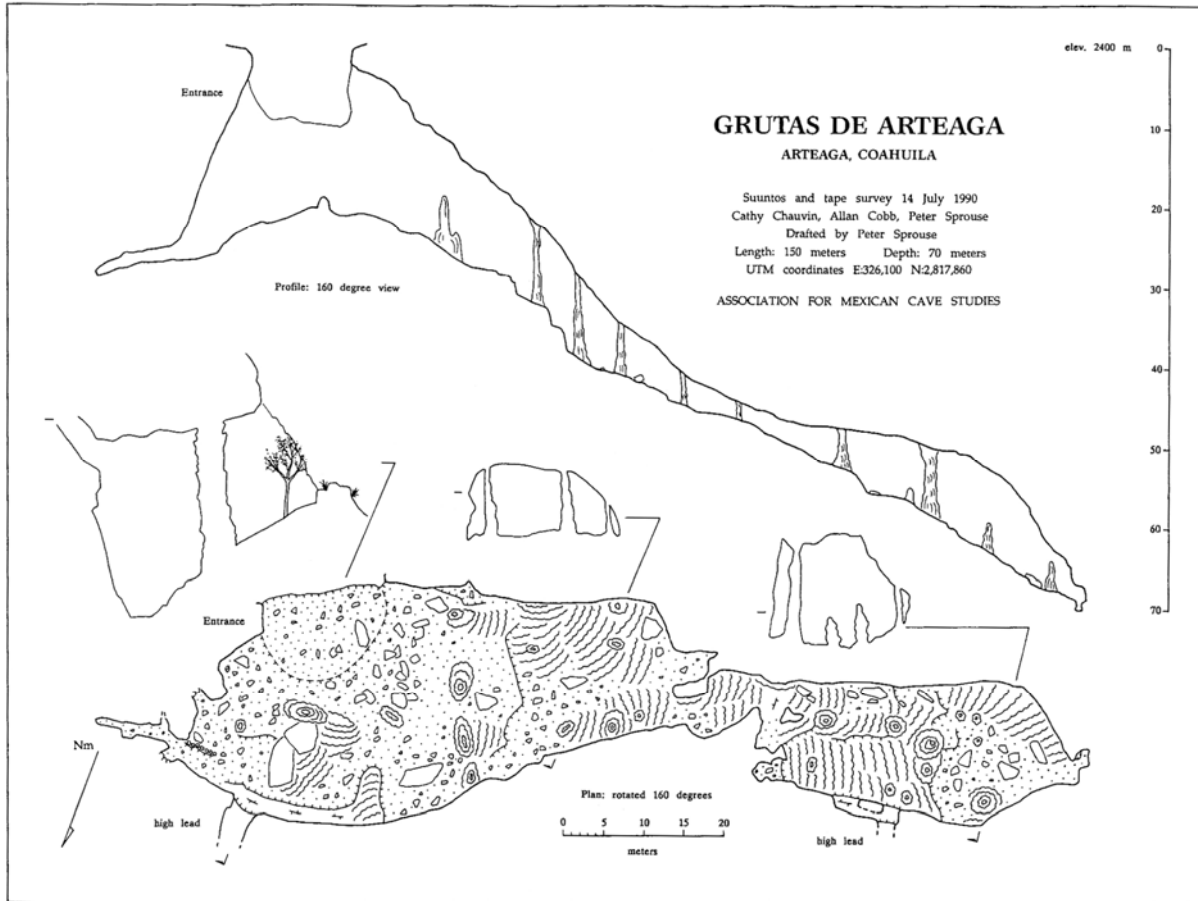 elev. 2400 m
0
Entrance
GRUTAS DE ARTEAGA
10
ARTEAGA, COAHUILA
Suuntos and tape survey 14 July 1990
20
Cathy Chauvin, Allan Cobb, Peter Sprouse
Drafted by Peter Sprouse
Length: 150 meters Depth: 70 meters
UTM coordinates E:326,100 N:2,817,860
Profile: 160 degree view
30
ASSOCIATION FOR MEXICAN CAVE STUDIES
40
50
60
70
Entrance
Nm
Plan: rotated 160 degrees
high lead
0 5 10 15 20
meters
high lead